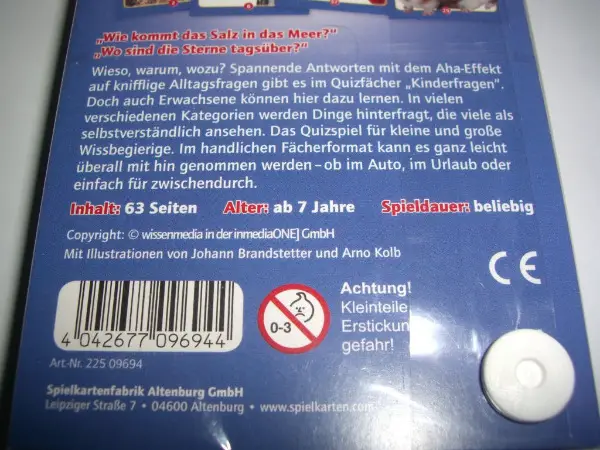 „Wie kommt das Salz in das Meer?"
„Wo sind die Sterne tagsüber?"
Wieso, warum, wozu? Spannende Antworten mit dem Aha-Effekt
auf knifflige Alltagsfragen gibt es im Quizfächer „Kinderfragen".
Doch auch Erwachsene können hier dazu lernen. In vielen
verschiedenen Kategorien werden Dinge hinterfragt, die viele als
selbstverständlich ansehen. Das Quizspiel für kleine und große
Wissbegierige. Im handlichen Fächerformat kann es ganz leicht
überall mit hin genommen werden – ob im Auto, im Urlaub oder
einfach für zwischendurch.
Inhalt: 63 Seiten Alter: ab 7 Jahre Spieldauer: beliebig
Copyright: © wissenmedia in der inmediaONE] GmbH
Mit Illustrationen von Johann Brandstetter und Arno Kolb
CE
Achtung!
Kleinteile
Erstickun
gefahr!
0-3
4 042677 096944
Art-Nr. 225 09694
Spielkartenfabrik Altenburg GmbH
Leipziger Straße 7 • 04600 Altenburg • www.spielkarten.com